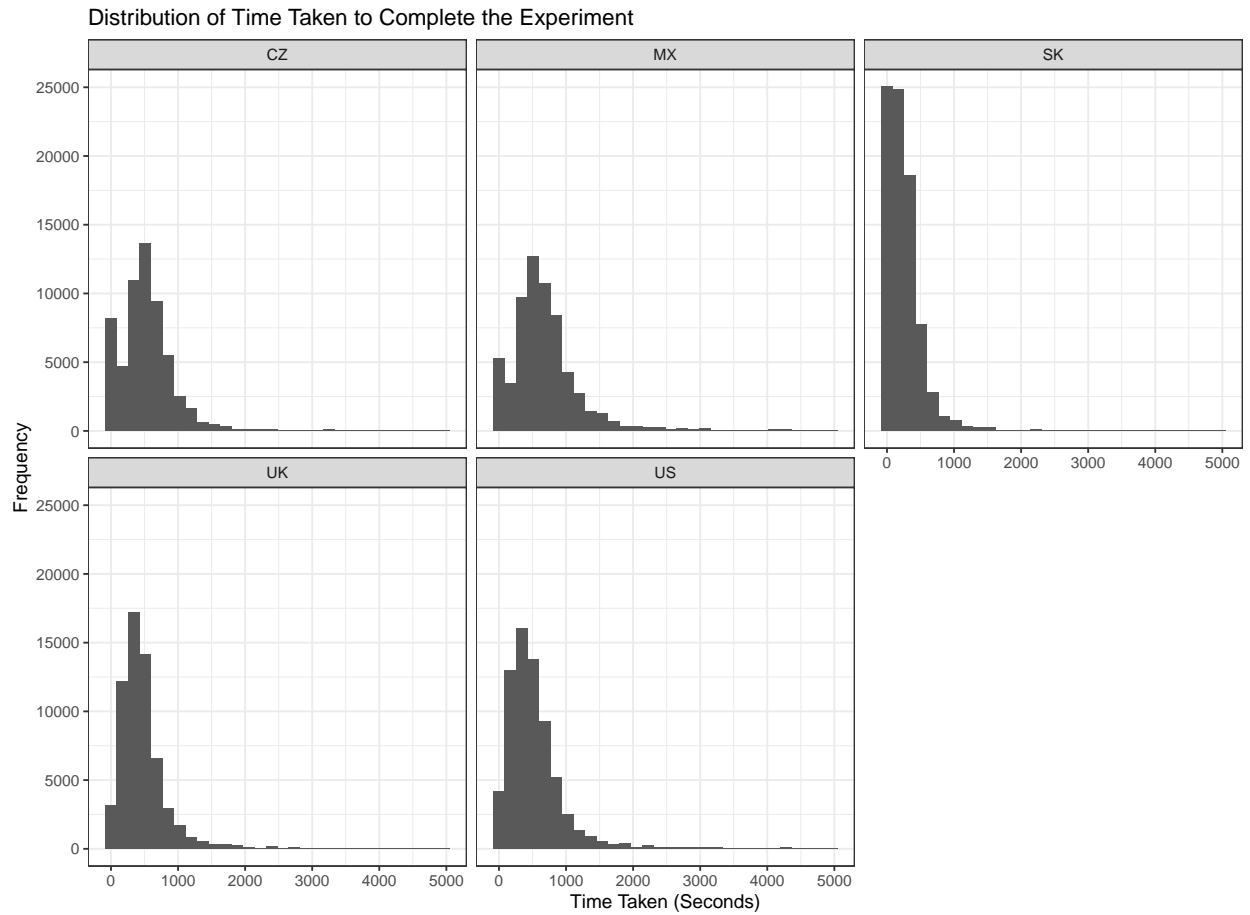 Distribution of Time Taken to Complete the Experiment
CZ
MX
SK
25000
20000
15000
10000
5000
0
0 1000 2000 3000 4000 5000
UK
US
25000
20000
15000
10000
5000
0
0 1000 2000 3000 4000 5000
0 1000 2000 3000 4000 5000
Frequency
Time Taken (Seconds)